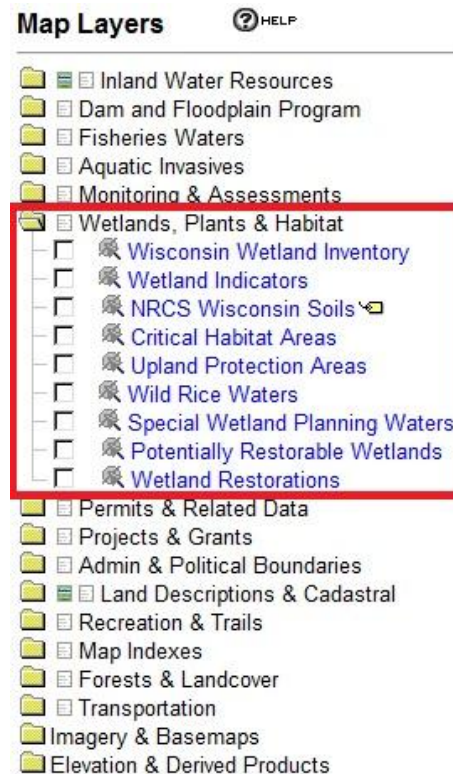 Map Layers ?HELP
Inland Water Resources
Dam and Floodplain Program
Fisheries Waters
Aquatic Invasives
Monitoring & Assessments
Wetlands, Plants & Habitat
Wisconsin Wetland Inventory
Wetland Indicators
NRCS Wisconsin Soils
Critical Habitat Areas
Upland Protection Areas
Wild Rice Waters
Special Wetland Planning Waters
Potentially Restorable Wetlands
Wetland Restorations
Permits & Related Data
Projects & Grants
Admin & Political Boundaries
Land Descriptions & Cadastral
Recreation & Trails
Map Indexes
Forests & Landcover
Transportation
Imagery & Basemaps
Elevation & Derived Products